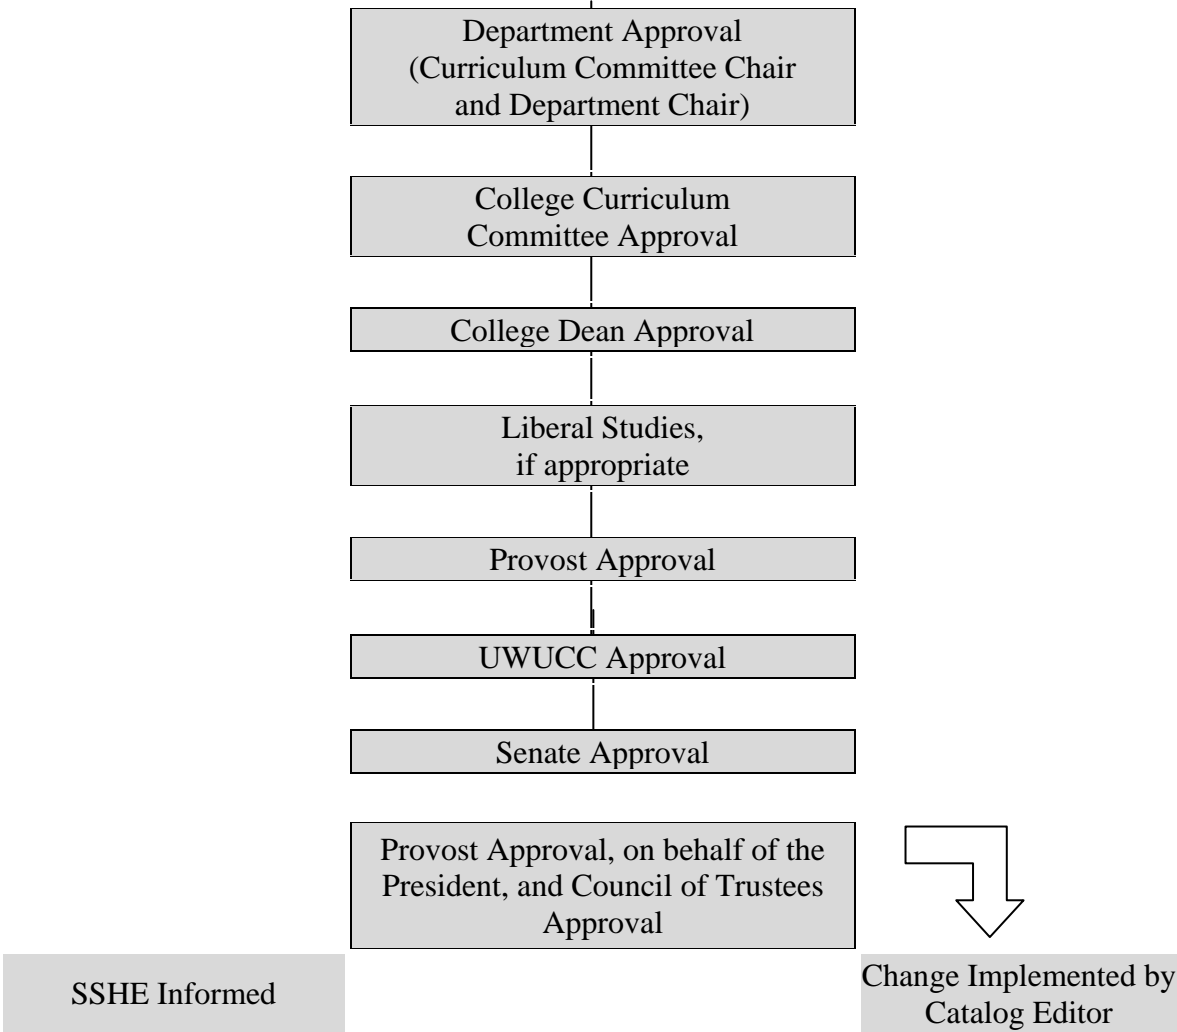 Department Approval
(Curriculum Committee Chair
and Department Chair)
College Curriculum
Committee Approval
College Dean Approval
Liberal Studies,
if appropriate
Provost Approval
UWUCC Approval
Senate Approval
Provost Approval, on behalf of the
President, and Council of Trustees
Approval
SSHE Informed
Change Implemented by
Catalog Editor